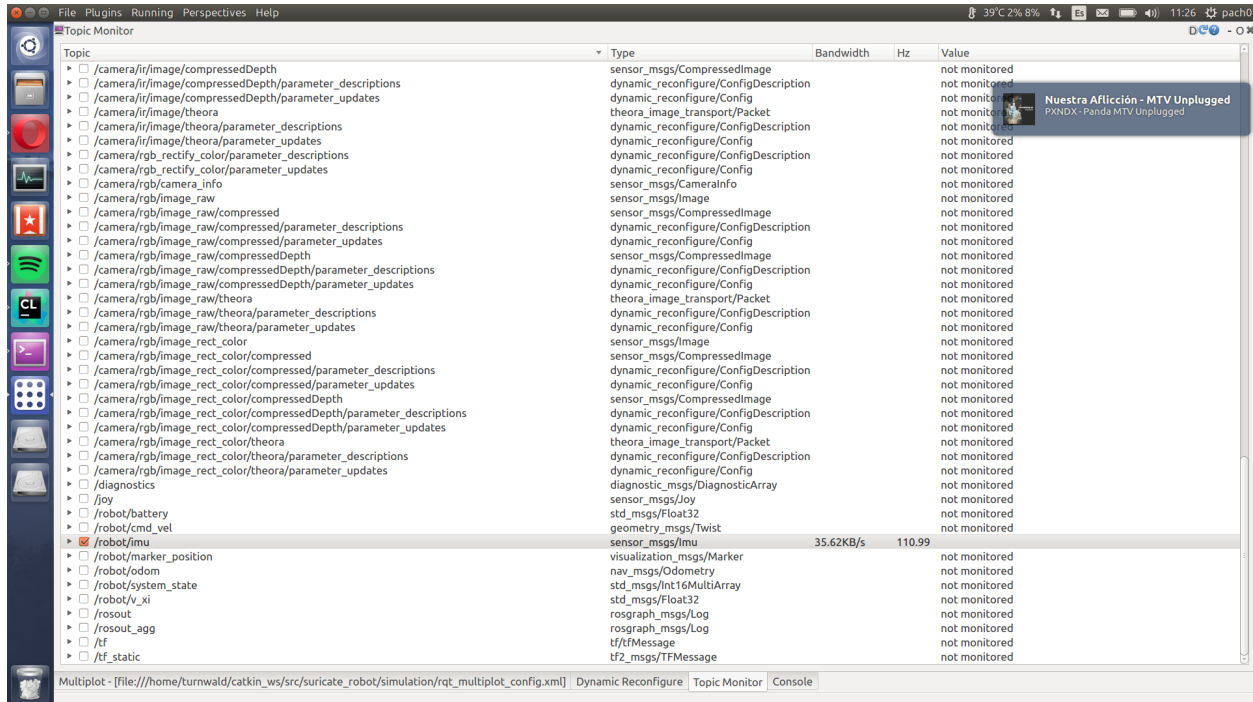 File Plugins Running Perspectives Help 39°C 2% 8% Es 11:26 pach0
Topic Monitor D - O
Topic Type Bandwidth Hz Value
/camera/ir/image/compressedDepth sensor_msgs/CompressedImage not monitored
/camera/ir/image/compressedDepth/parameter_descriptions dynamic_reconfigure/ConfigDescription not monitored
/camera/ir/image/compressedDepth/parameter_updates dynamic_reconfigure/Config not monitored
Nuestra Aflicción - MTV Unplugged
PXNDX - Panda MTV Unplugged
/camera/ir/image/theora theora_image_transport/Packet not monitored
/camera/ir/image/theora/parameter_descriptions dynamic_reconfigure/ConfigDescription not monitored
/camera/ir/image/theora/parameter_updates dynamic_reconfigure/Config not monitored
/camera/rgb_rectify_color/parameter_descriptions dynamic_reconfigure/ConfigDescription not monitored
/camera/rgb_rectify_color/parameter_updates dynamic_reconfigure/Config not monitored
/camera/rgb/camera_info sensor_msgs/CameraInfo not monitored
/camera/rgb/image_raw sensor_msgs/Image not monitored
/camera/rgb/image_raw/compressed sensor_msgs/CompressedImage not monitored
/camera/rgb/image_raw/compressed/parameter_descriptions dynamic_reconfigure/ConfigDescription not monitored
/camera/rgb/image_raw/compressed/parameter_updates dynamic_reconfigure/Config not monitored
/camera/rgb/image_raw/compressedDepth sensor_msgs/CompressedImage not monitored
/camera/rgb/image_raw/compressedDepth/parameter_descriptions dynamic_reconfigure/ConfigDescription not monitored
/camera/rgb/image_raw/compressedDepth/parameter_updates dynamic_reconfigure/Config not monitored
/camera/rgb/image_raw/theora theora_image_transport/Packet not monitored
/camera/rgb/image_raw/theora/parameter_descriptions dynamic_reconfigure/ConfigDescription not monitored
/camera/rgb/image_raw/theora/parameter_updates dynamic_reconfigure/Config not monitored
/camera/rgb/image_rect_color sensor_msgs/Image not monitored
/camera/rgb/image_rect_color/compressed sensor_msgs/CompressedImage not monitored
/camera/rgb/image_rect_color/compressed/parameter_descriptions dynamic_reconfigure/ConfigDescription not monitored
/camera/rgb/image_rect_color/compressed/parameter_updates dynamic_reconfigure/Config not monitored
/camera/rgb/image_rect_color/compressedDepth sensor_msgs/CompressedImage not monitored
/camera/rgb/image_rect_color/compressedDepth/parameter_descriptions dynamic_reconfigure/ConfigDescription not monitored
/camera/rgb/image_rect_color/compressedDepth/parameter_updates dynamic_reconfigure/Config not monitored
/camera/rgb/image_rect_color/theora theora_image_transport/Packet not monitored
/camera/rgb/image_rect_color/theora/parameter_descriptions dynamic_reconfigure/ConfigDescription not monitored
/camera/rgb/image_rect_color/theora/parameter_updates dynamic_reconfigure/Config not monitored
/diagnostics diagnostic_msgs/DiagnosticArray not monitored
/joy sensor_msgs/Joy not monitored
/robot/battery std_msgs/Float32 not monitored
/robot/cmd_vel geometry_msgs/Twist not monitored
/robot/imu sensor_msgs/Imu 35.62KB/s 110.99
/robot/marker_position visualization_msgs/Marker not monitored
/robot/odom nav_msgs/Odometry not monitored
/robot/system_state std_msgs/Int16MultiArray not monitored
/robot/v_xi std_msgs/Float32 not monitored
/rosout rosgraph_msgs/Log not monitored
/rosout_agg rosgraph_msgs/Log not monitored
/tf tf/tfMessage not monitored
/tf_static tf2_msgs/TFMessage not monitored
CL
Multiplot - [file:///home/turnwald/catkin_ws/src/suricate_robot/simulation/rqt_multiplot_config.xml] Dynamic Reconfigure Topic Monitor Console